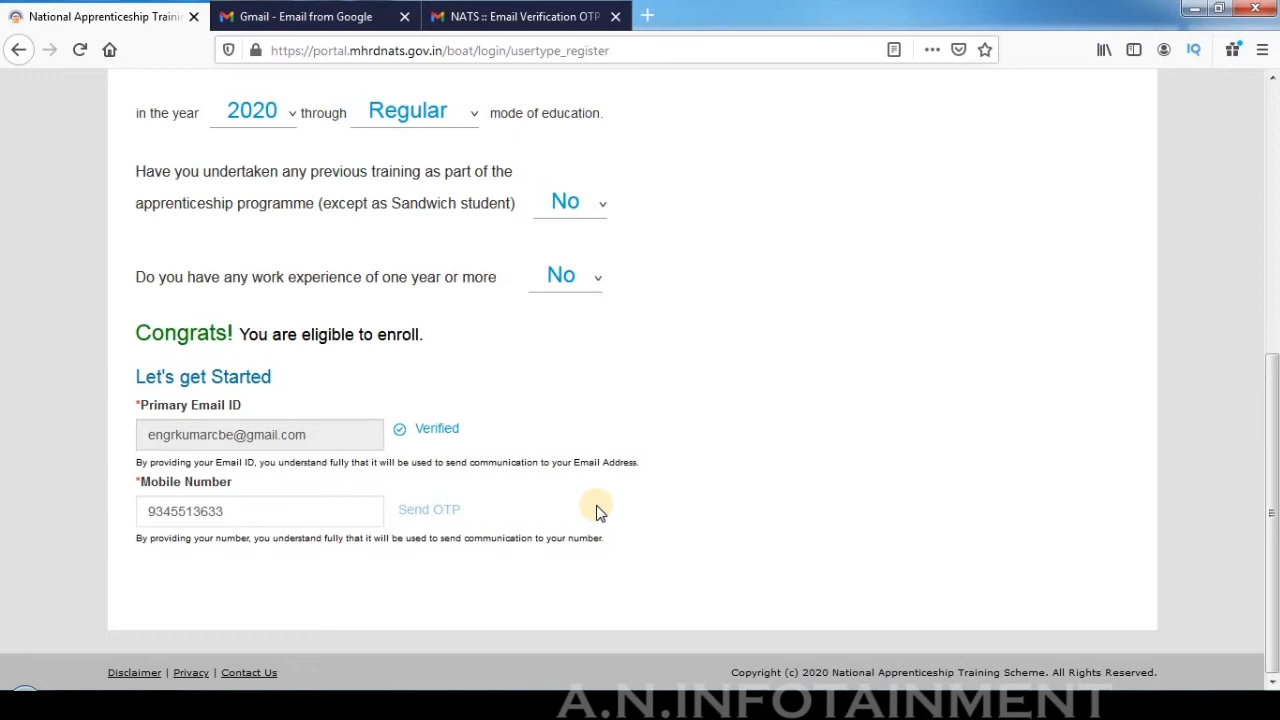 National Apprenticeship Traini
Gmail - Email from Google
NATS :: Email Verification OTP
https://portal.mhrdnats.gov.in/boat/login/usertype_register
IQ
in the year 2020 through Regular mode of education.
Have you undertaken any previous training as part of the
apprenticeship programme (except as Sandwich student) No
Do you have any work experience of one year or more No
Congrats! You are eligible to enroll.
Let's get Started
*Primary Email ID
engrkumarcbe@gmail.com Verified
By providing your Email ID, you understand fully that it will be used to send communication to your Email Address.
*Mobile Number
9345513633 Send OTP
By providing your number, you understand fully that it will be used to send communication to your number.
Disclaimer | Privacy | Contact Us
Copyright (c) 2020 National Apprenticeship Training Scheme. All Rights Reserved.
A.N.INFOTAINMENT